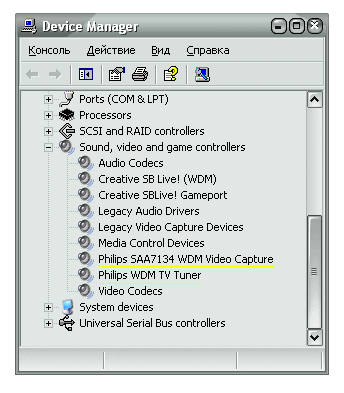 Device Manager
Консоль Действие Вид Справка
Ports (COM & LPT)
Processors
SCSI and RAID controllers
Sound, video and game controllers
Audio Codecs
Creative SB Live! (WDM)
Creative SBLive! Gameport
Legacy Audio Drivers
Legacy Video Capture Devices
Media Control Devices
Philips SAA7134 WDM Video Capture
Philips WDM TV Tuner
Video Codecs
System devices
Universal Serial Bus controllers